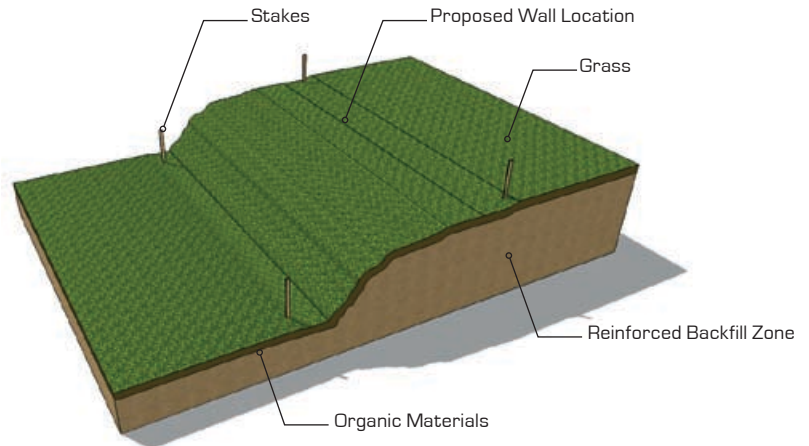 Stakes
Proposed Wall Location
Grass
Reinforced Backfill Zone
Organic Materials